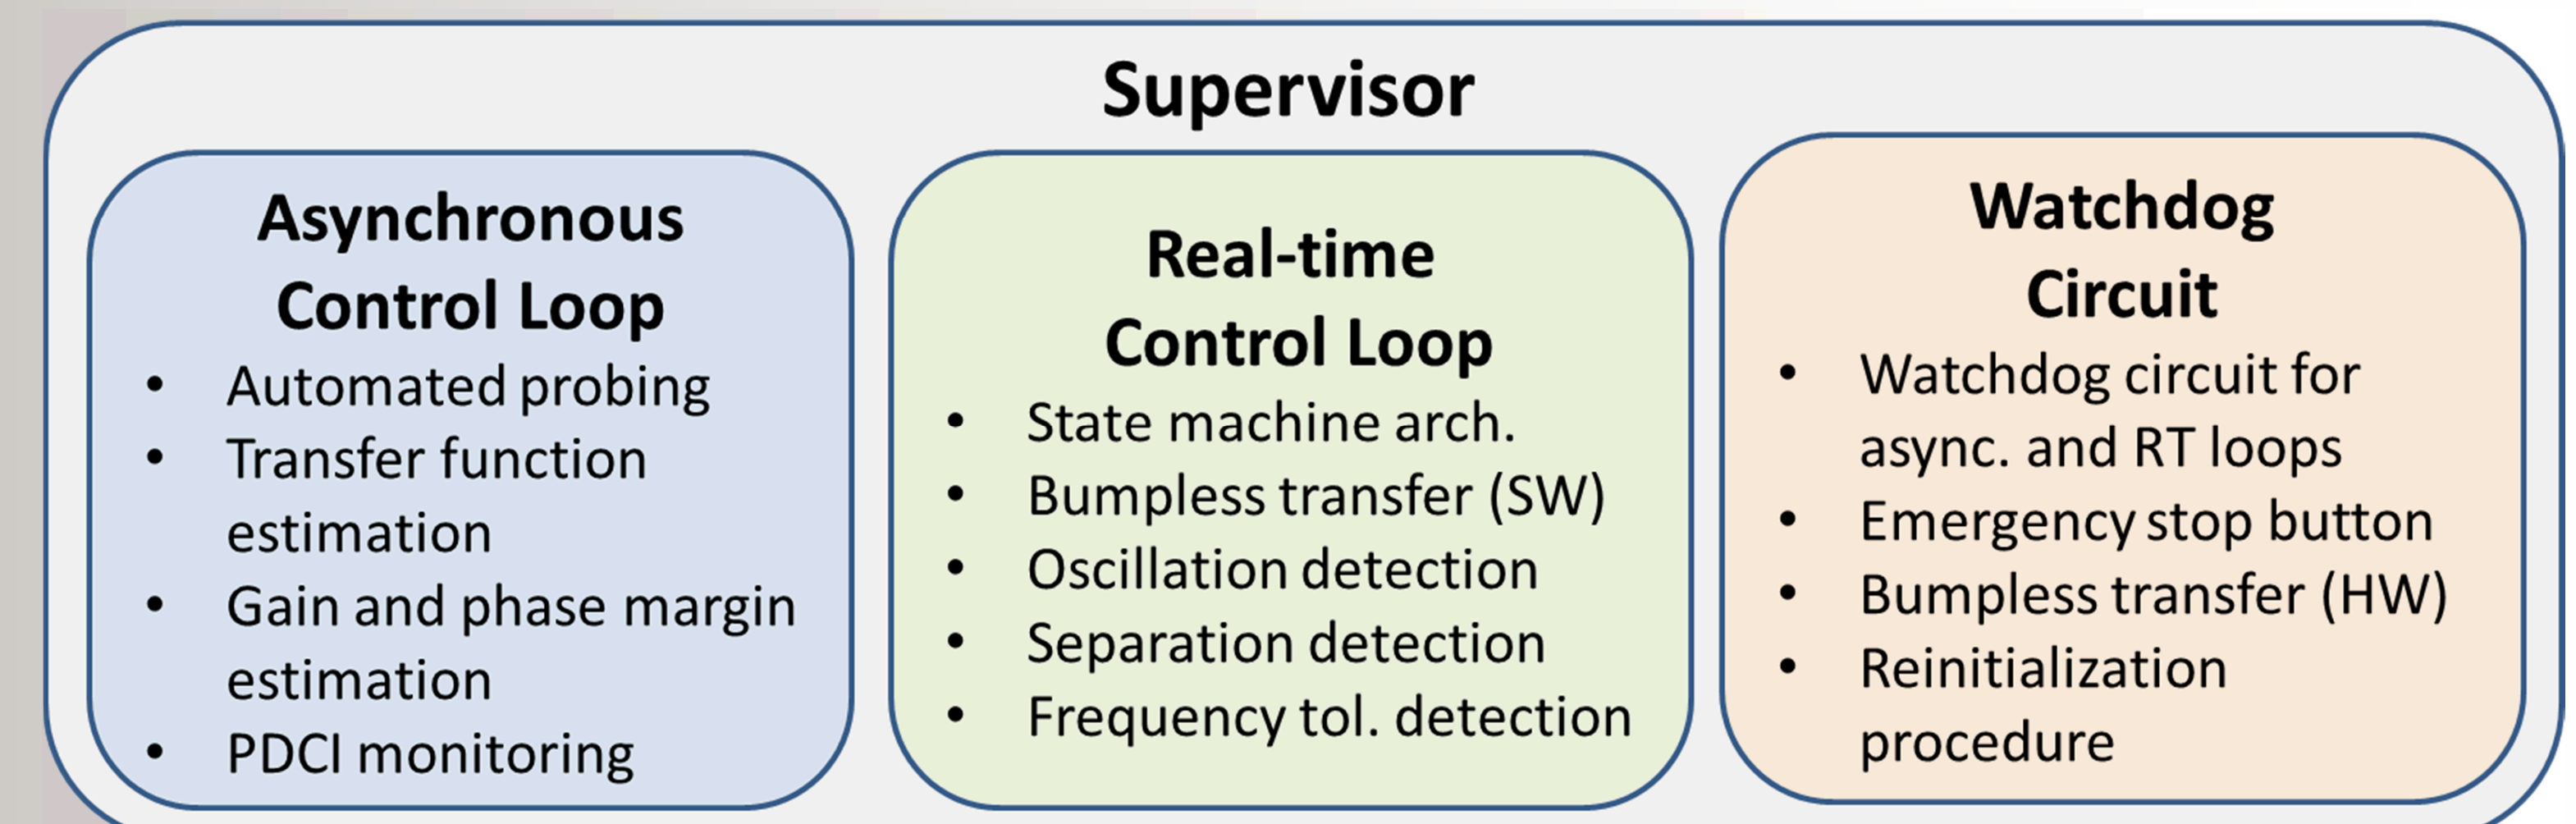 Supervisor
Asynchronous
Control Loop
• Automated probing
• Transfer function
estimation
• Gain and phase margin
estimation
• PDCI monitoring
Real-time
Control Loop
• State machine arch.
• Bumpless transfer (SW)
• Oscillation detection
• Separation detection
• Frequency tol. detection
Watchdog
Circuit
• Watchdog circuit for
async. and RT loops
• Emergency stop button
• Bumpless transfer (HW)
• Reinitialization
procedure